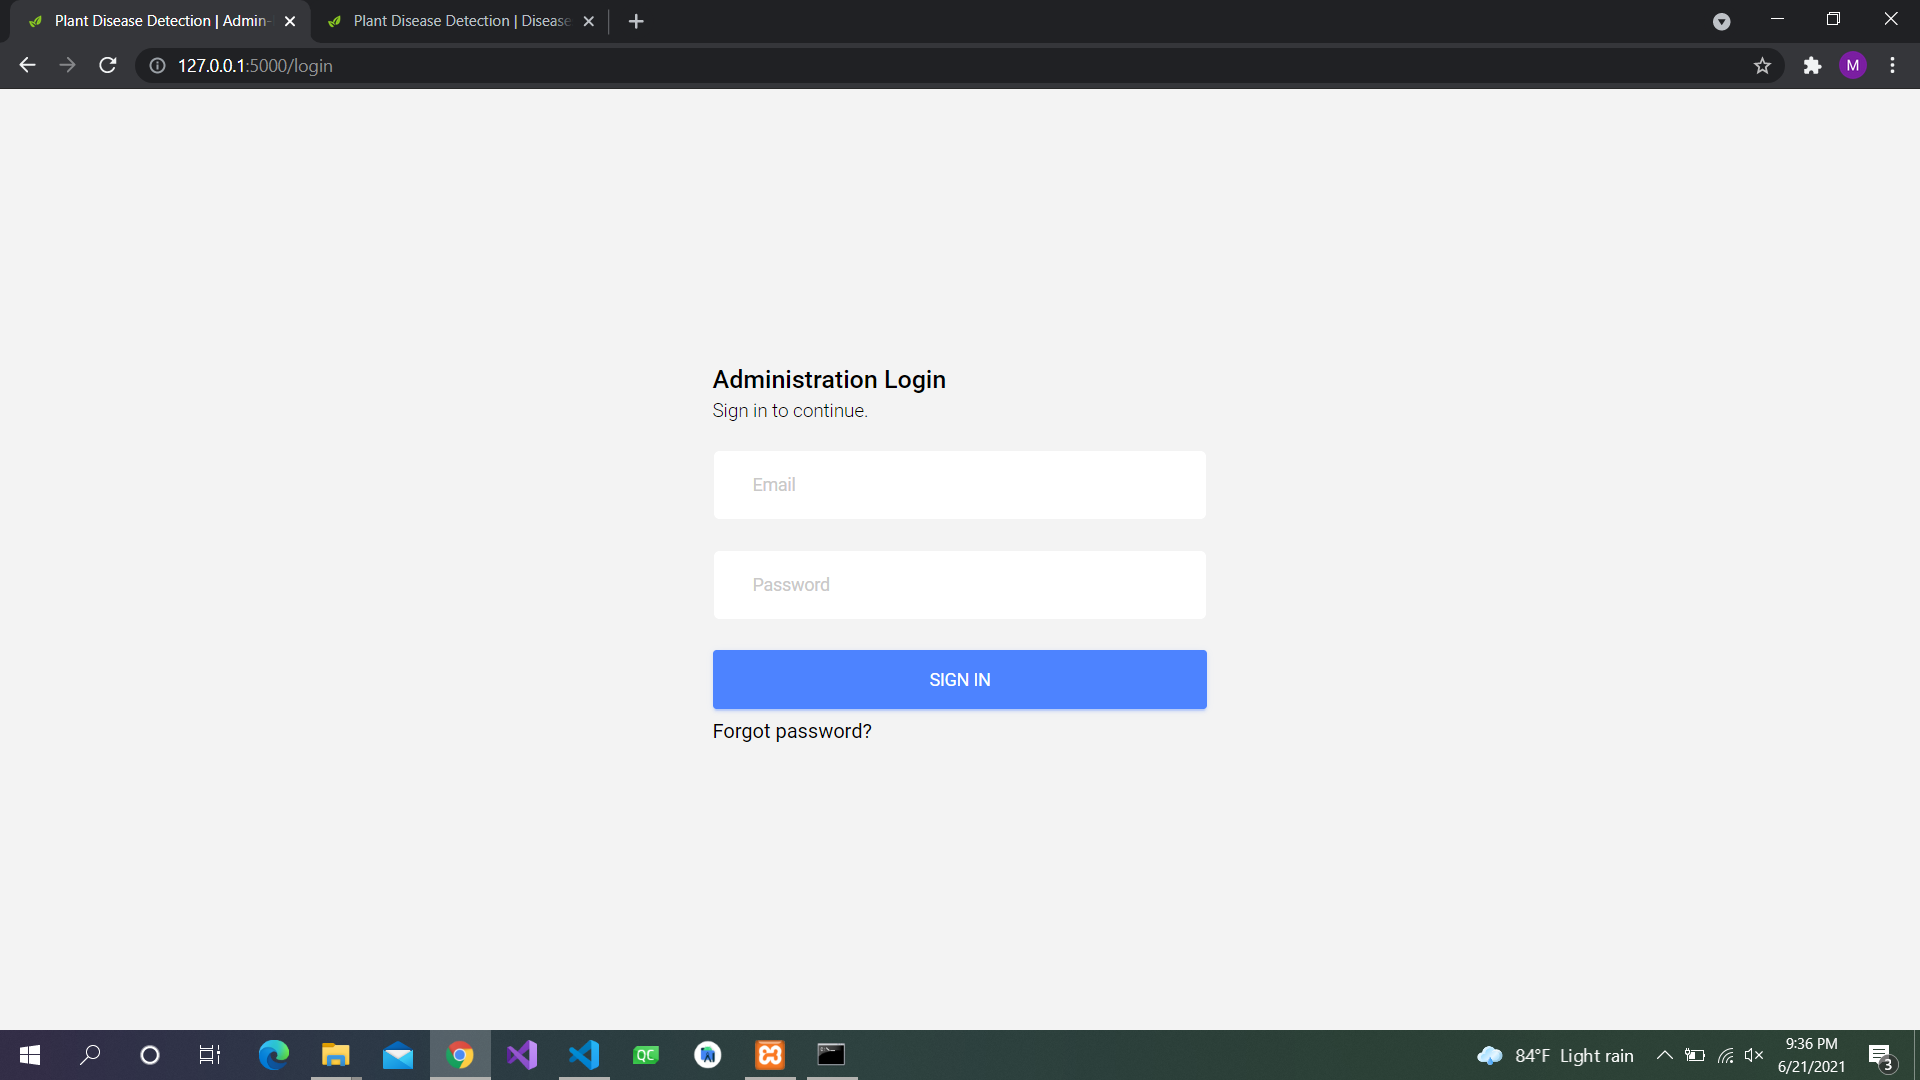 Plant Disease Detection | Admin-
Plant Disease Detection | Disease
127.0.0.1:5000/login
M
Administration Login
Sign in to continue.
Email
Password
SIGN IN
Forgot password?
QC
84°F Light rain
9:36 PM
6/21/2021
3